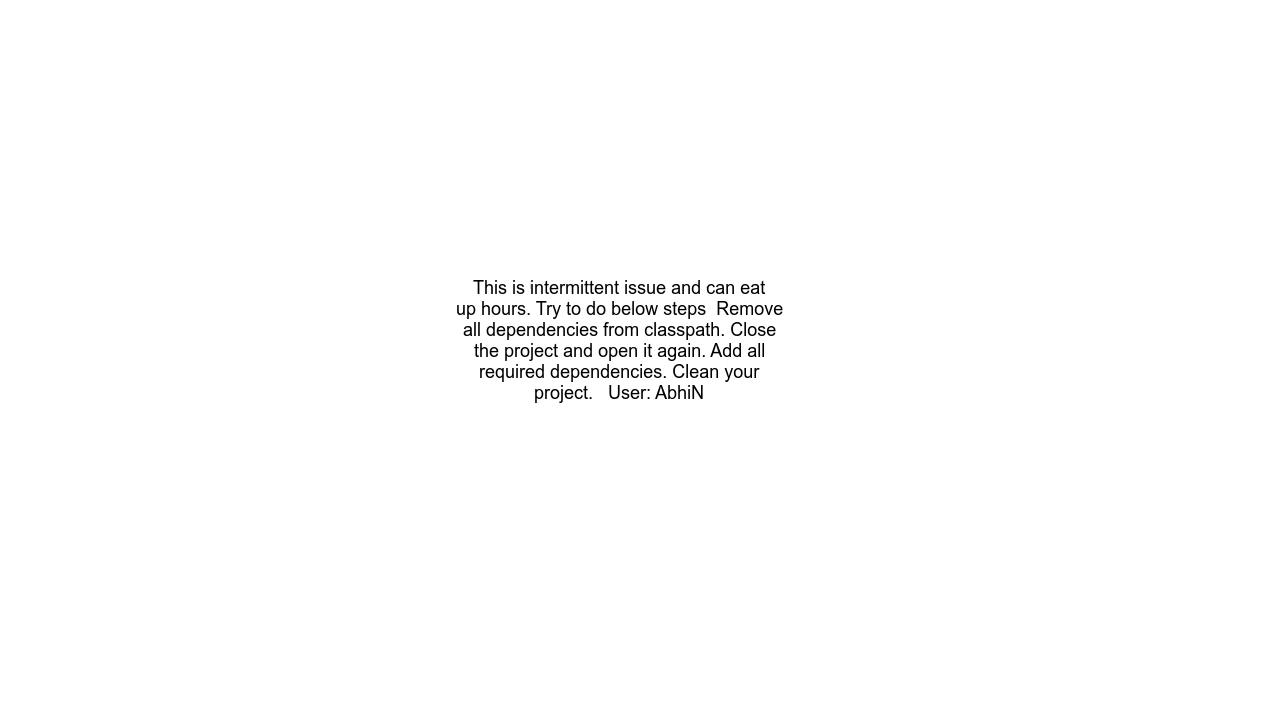 This is intermittent issue and can eat
up hours. Try to do below steps  Remove
all dependencies from classpath. Close
the project and open it again. Add all
required dependencies. Clean your
project.   User: AbhiN